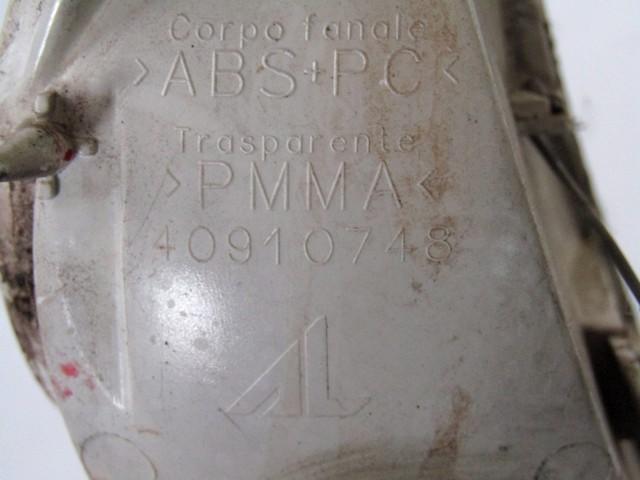 Corpo fanale
>ABS+PC<
Trasparente
>PMMA<
40910748